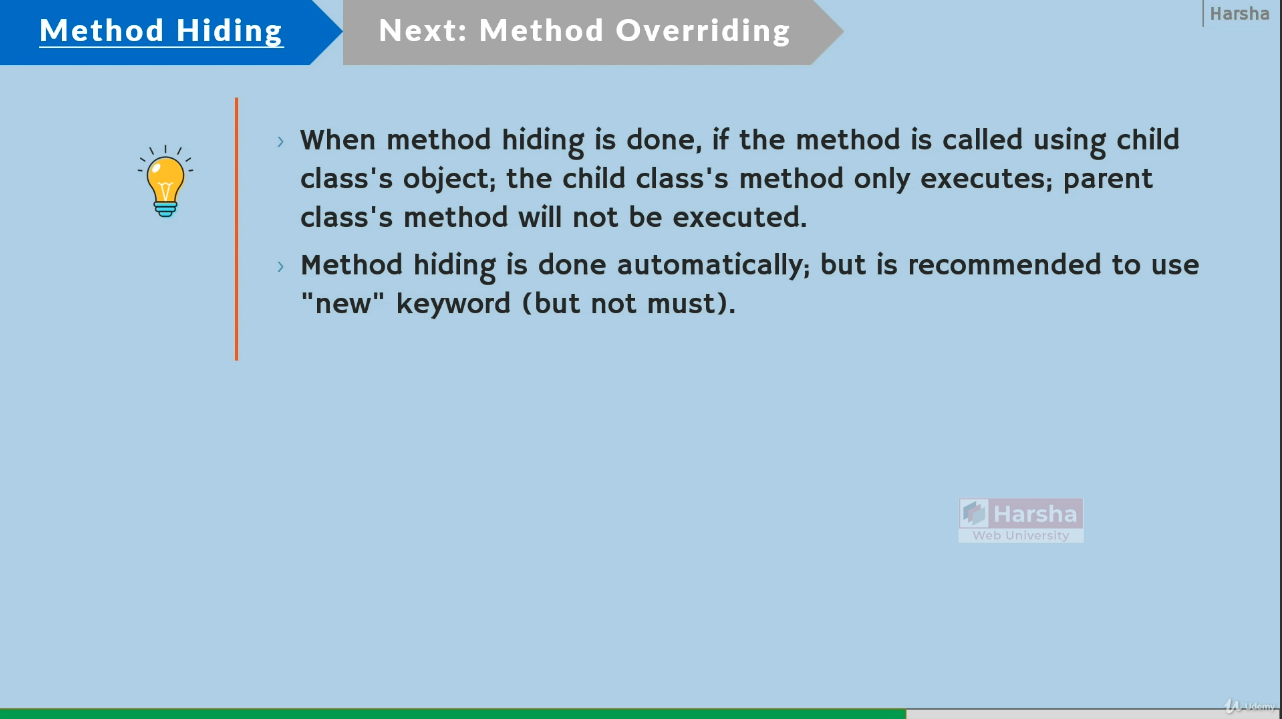 Method Hiding
Next: Method Overriding
Harsha
When method hiding is done, if the method is called using child
class's object; the child class's method only executes; parent
class's method will not be executed.
Method hiding is done automatically; but is recommended to use
"new" keyword (but not must).
Harsha
Web University
Udemy